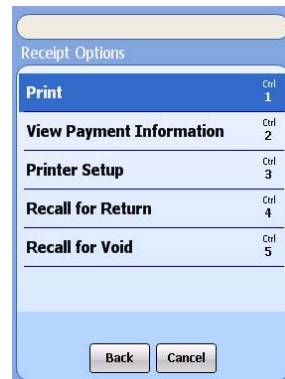 Receipt Options
Print Ctrl 1
View Payment Information Ctrl 2
Printer Setup Ctrl 3
Recall for Return Ctrl 4
Recall for Void Ctrl 5
Back Cancel